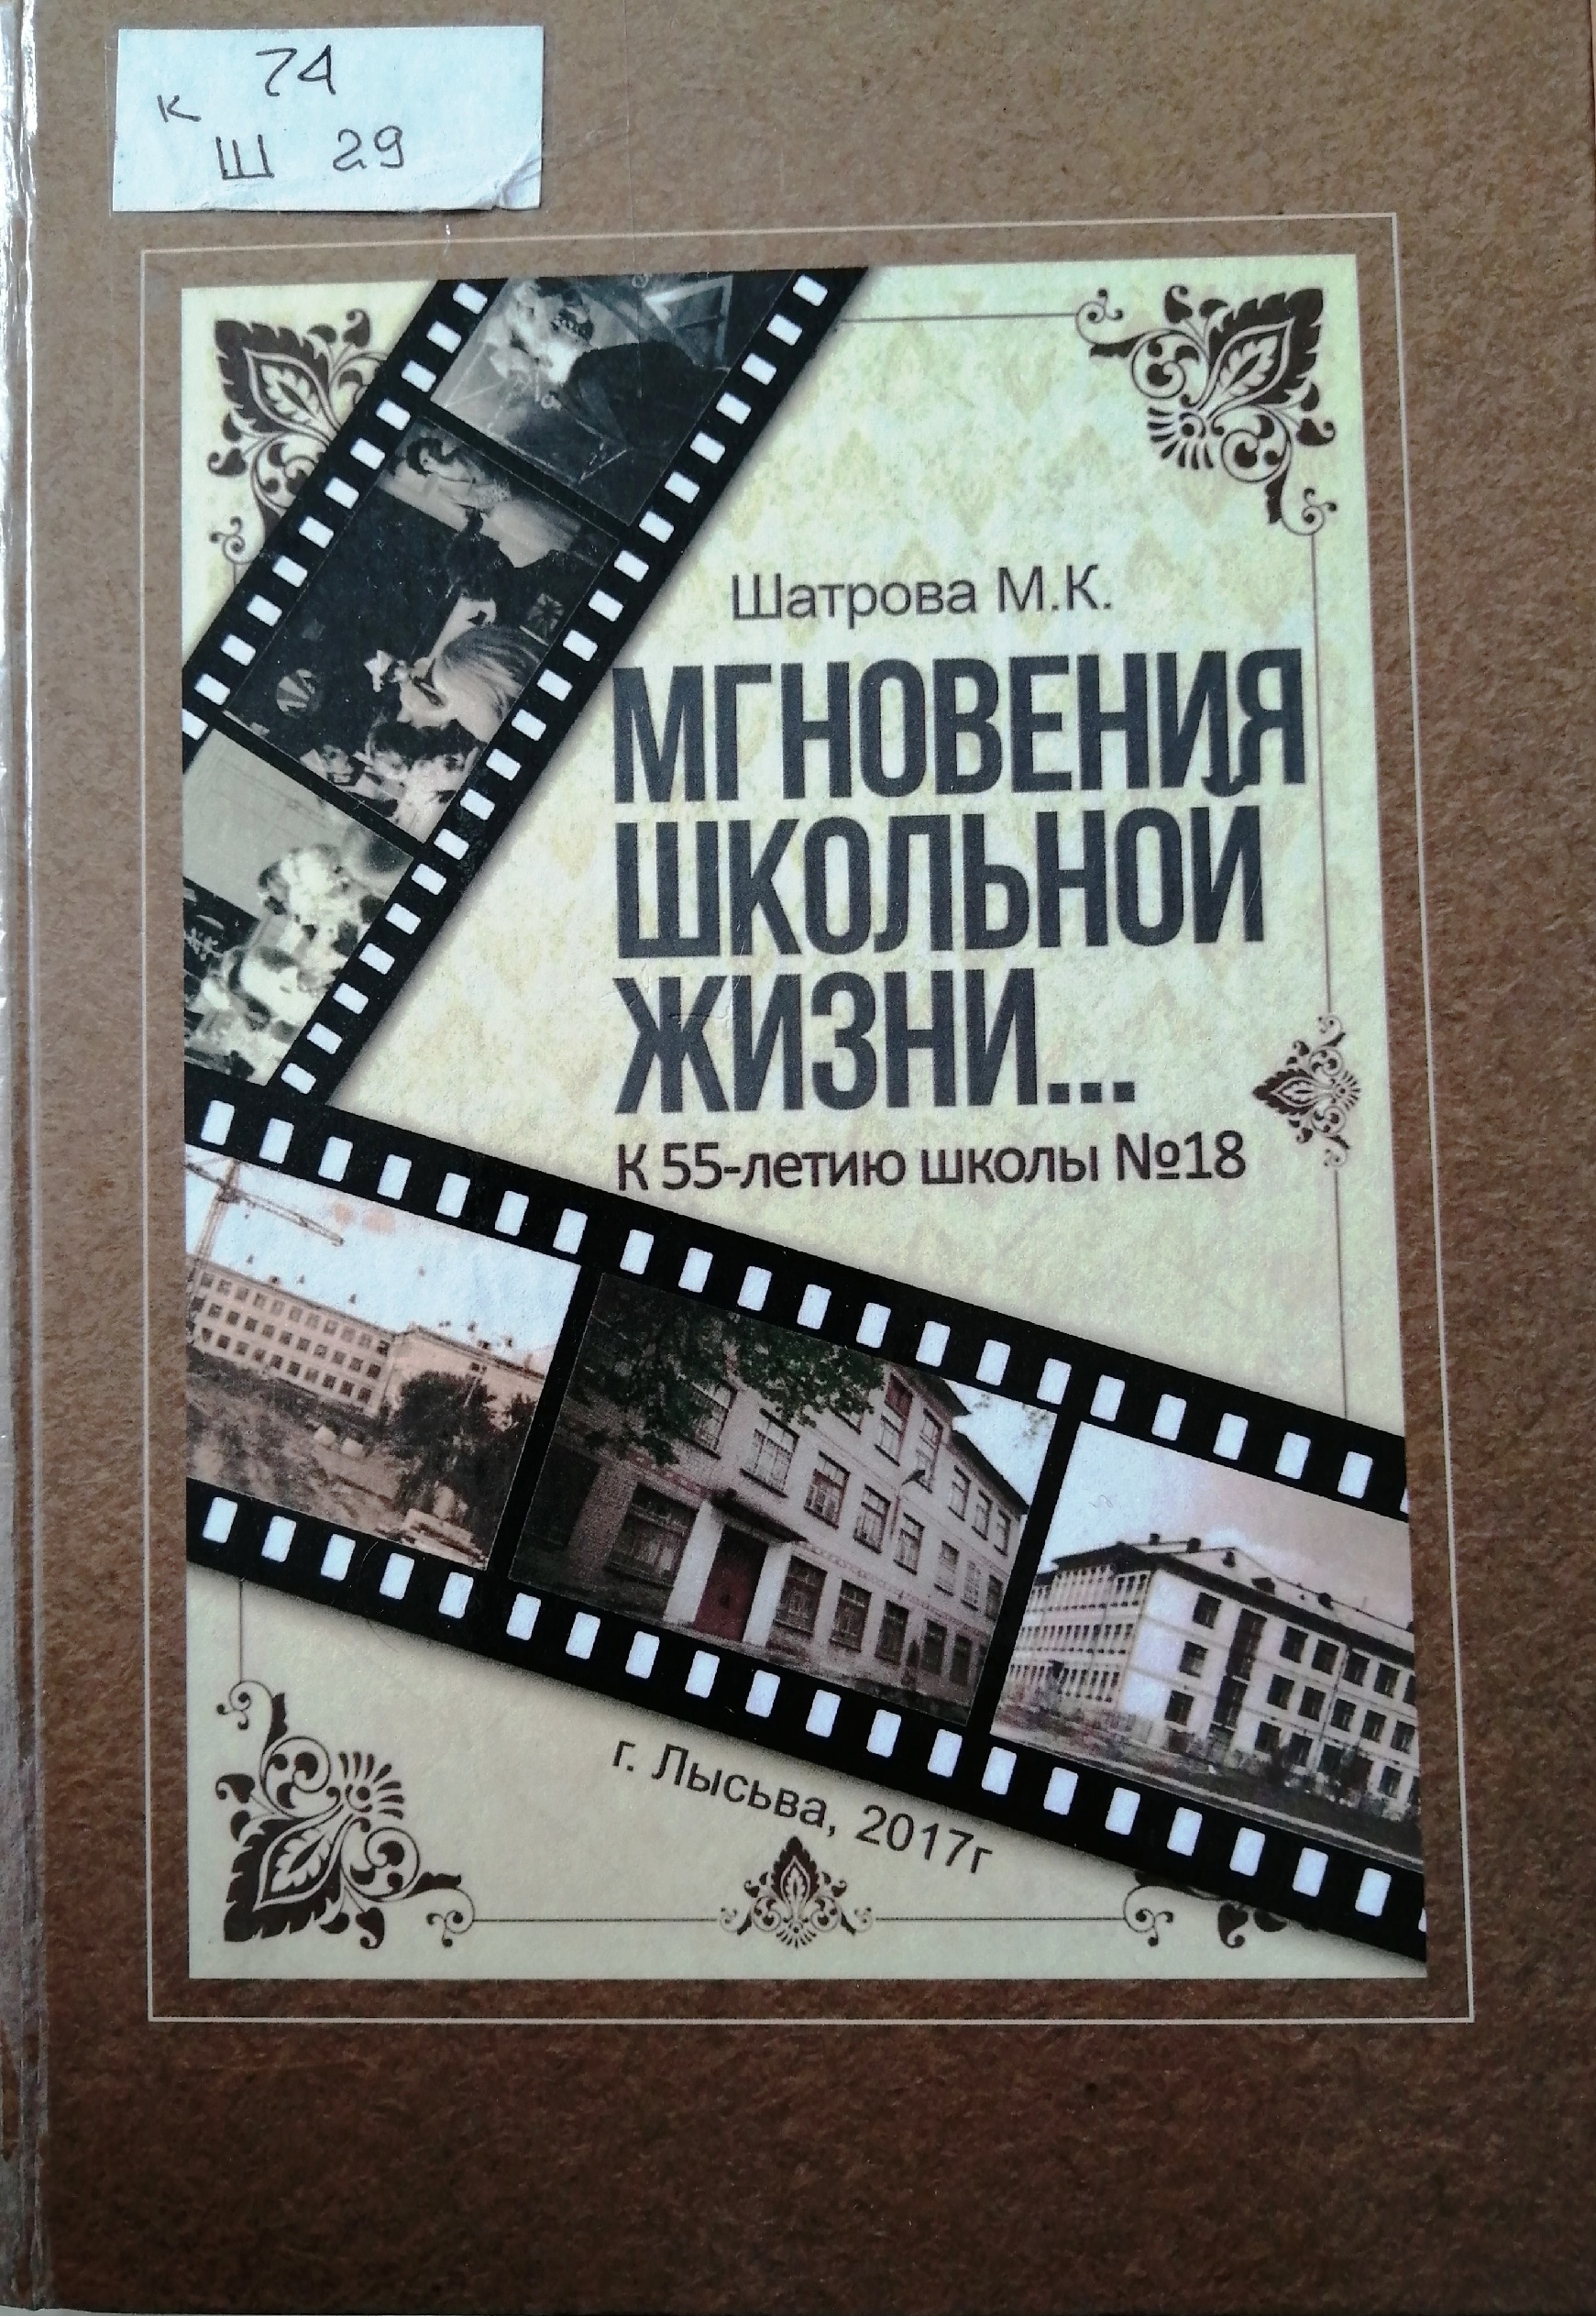 74
К
Ш 29
Шатрова М.К.
МГНОВЕНИЯ
ШКОЛЬНОЙ
ЖИЗНИ...
К 55-летию школы №18
г. Лысьва, 2017г